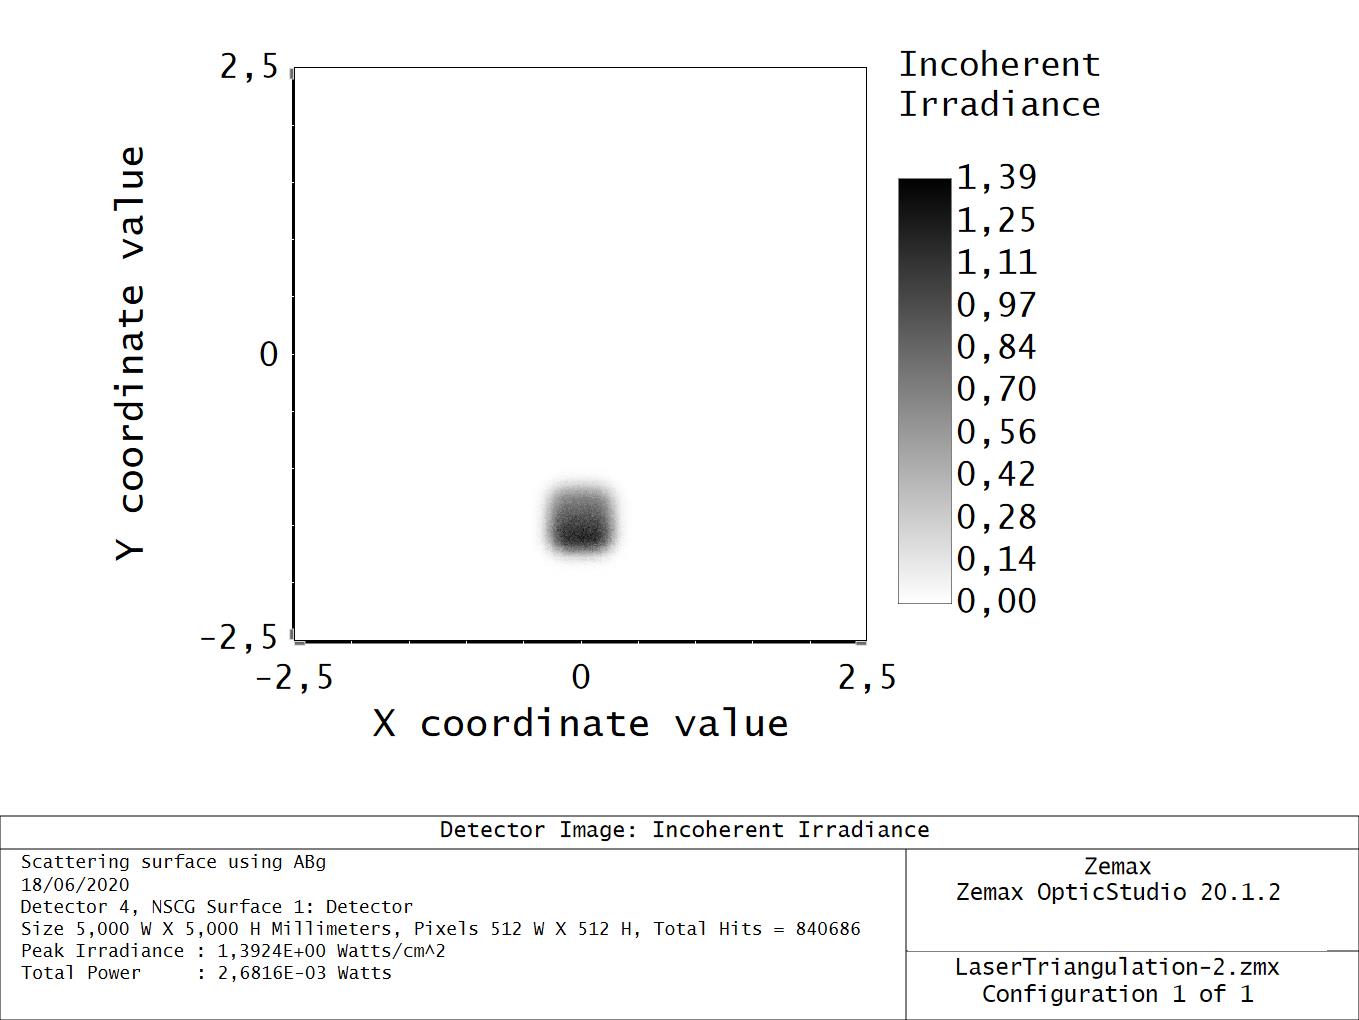 Incoherent
Irradiance
2,5
0
-2,5
Y coordinate value
-2,5 0 2,5
X coordinate value
1,39
1,25
1,11
0,97
0,84
0,70
0,56
0,42
0,28
0,14
0,00
Detector Image: Incoherent Irradiance
Scattering surface using ABg
18/06/2020
Detector 4, NSCG Surface 1: Detector
Size 5,000 W X 5,000 H Millimeters, Pixels 512 W X 512 H, Total Hits = 840686
Peak Irradiance : 1,3924E+00 Watts/cm^2
Total Power     : 2,6816E-03 Watts
Zemax
Zemax OpticStudio 20.1.2
LaserTriangulation-2.zmx
Configuration 1 of 1